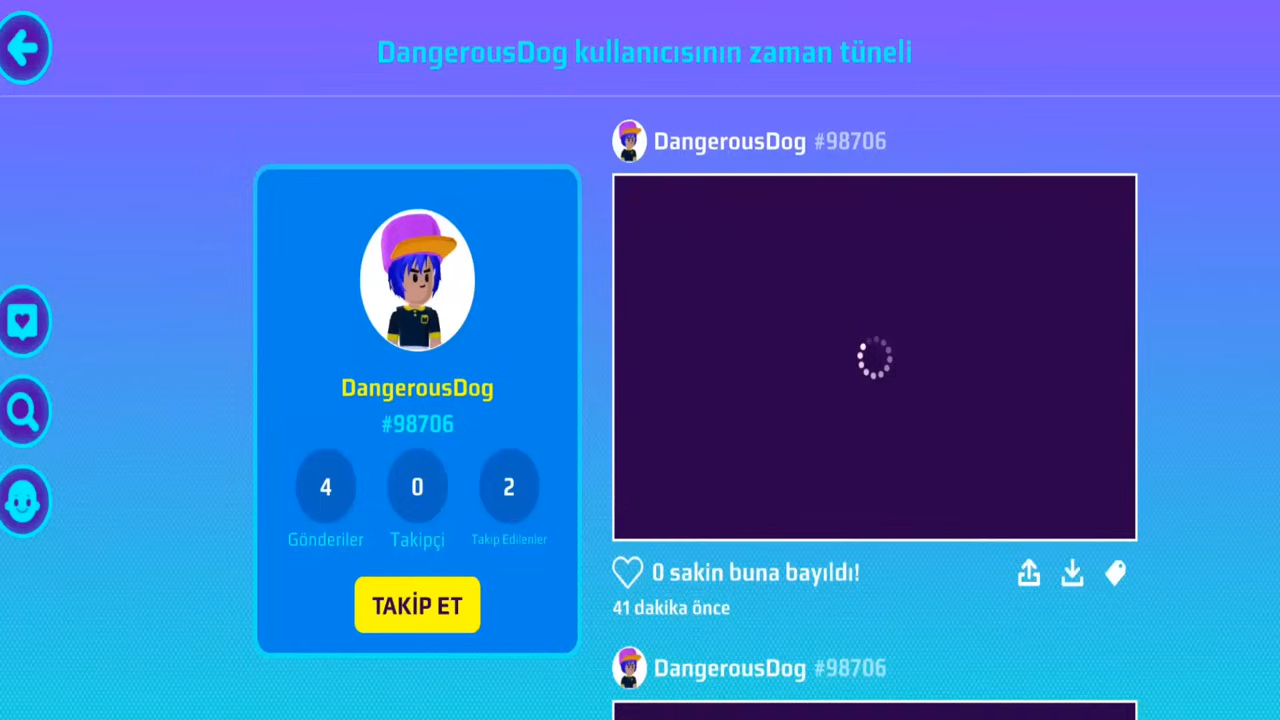 DangerousDog kullanıcısının zaman tüneli
DangerousDog
#98706
4
0
2
Gönderiler
Takipçi
Takip Edilenler
TAKİP ET
DangerousDog #98706
0 sakin buna bayıldı!
41 dakika önce
DangerousDog #98706